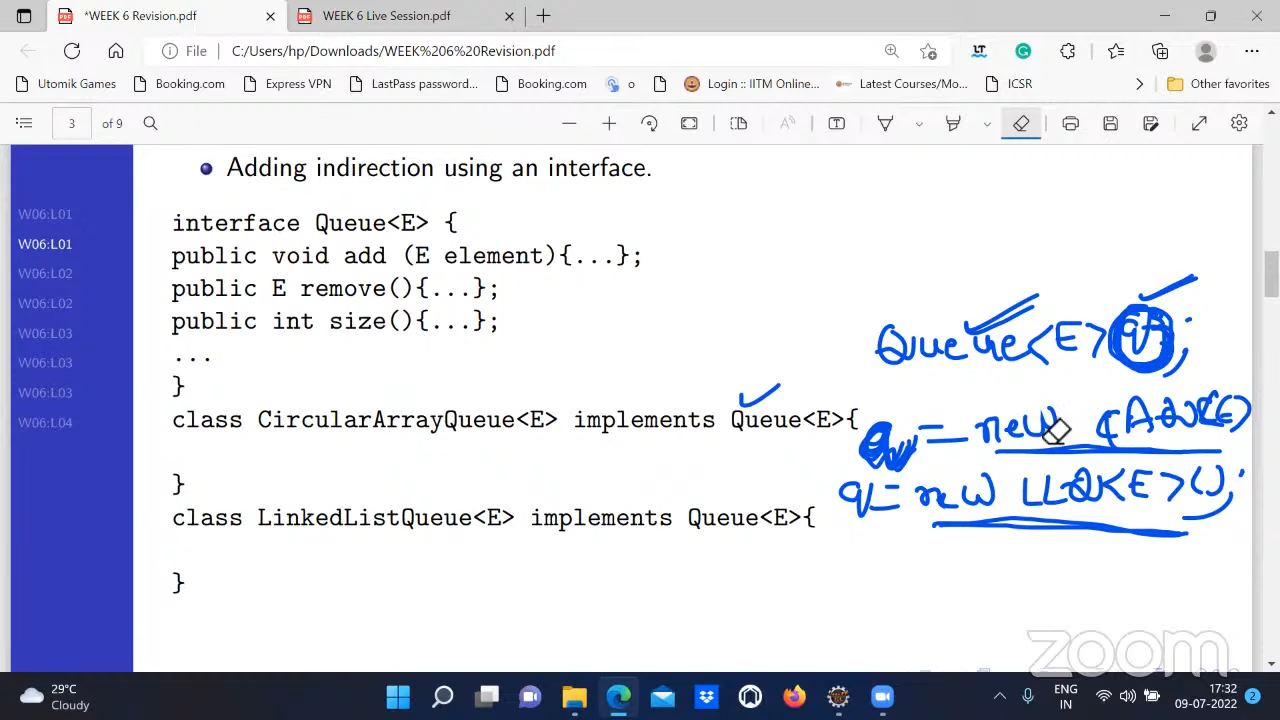 *WEEK 6 Revision.pdf
WEEK 6 Live Session.pdf
File C:/Users/hp/Downloads/WEEK%206%20Revision.pdf
Utomik Gaming Booking.com Express VPN LastPass password... Booking.com o Login :: IITM Online... Latest Courses/Mo... ICSR Other favorites
3 of 9
W06:L01
W06:L01
W06:L02
W06:L02
W06:L03
W06:L03
W06:L03
W06:L04
Adding indirection using an interface.
interface Queue<E> {
public void add (E element){...};
public E remove(){...};
public int size(){...};
...
}
class CircularArrayQueue<E> implements Queue<E>{
}
class LinkedListQueue<E> implements Queue<E>{
}
Queue<E> q;
q = new
q = new LLQ<E>();
zoom
29°C
Cloudy
ENG
IN
17:32
09-07-2022
2